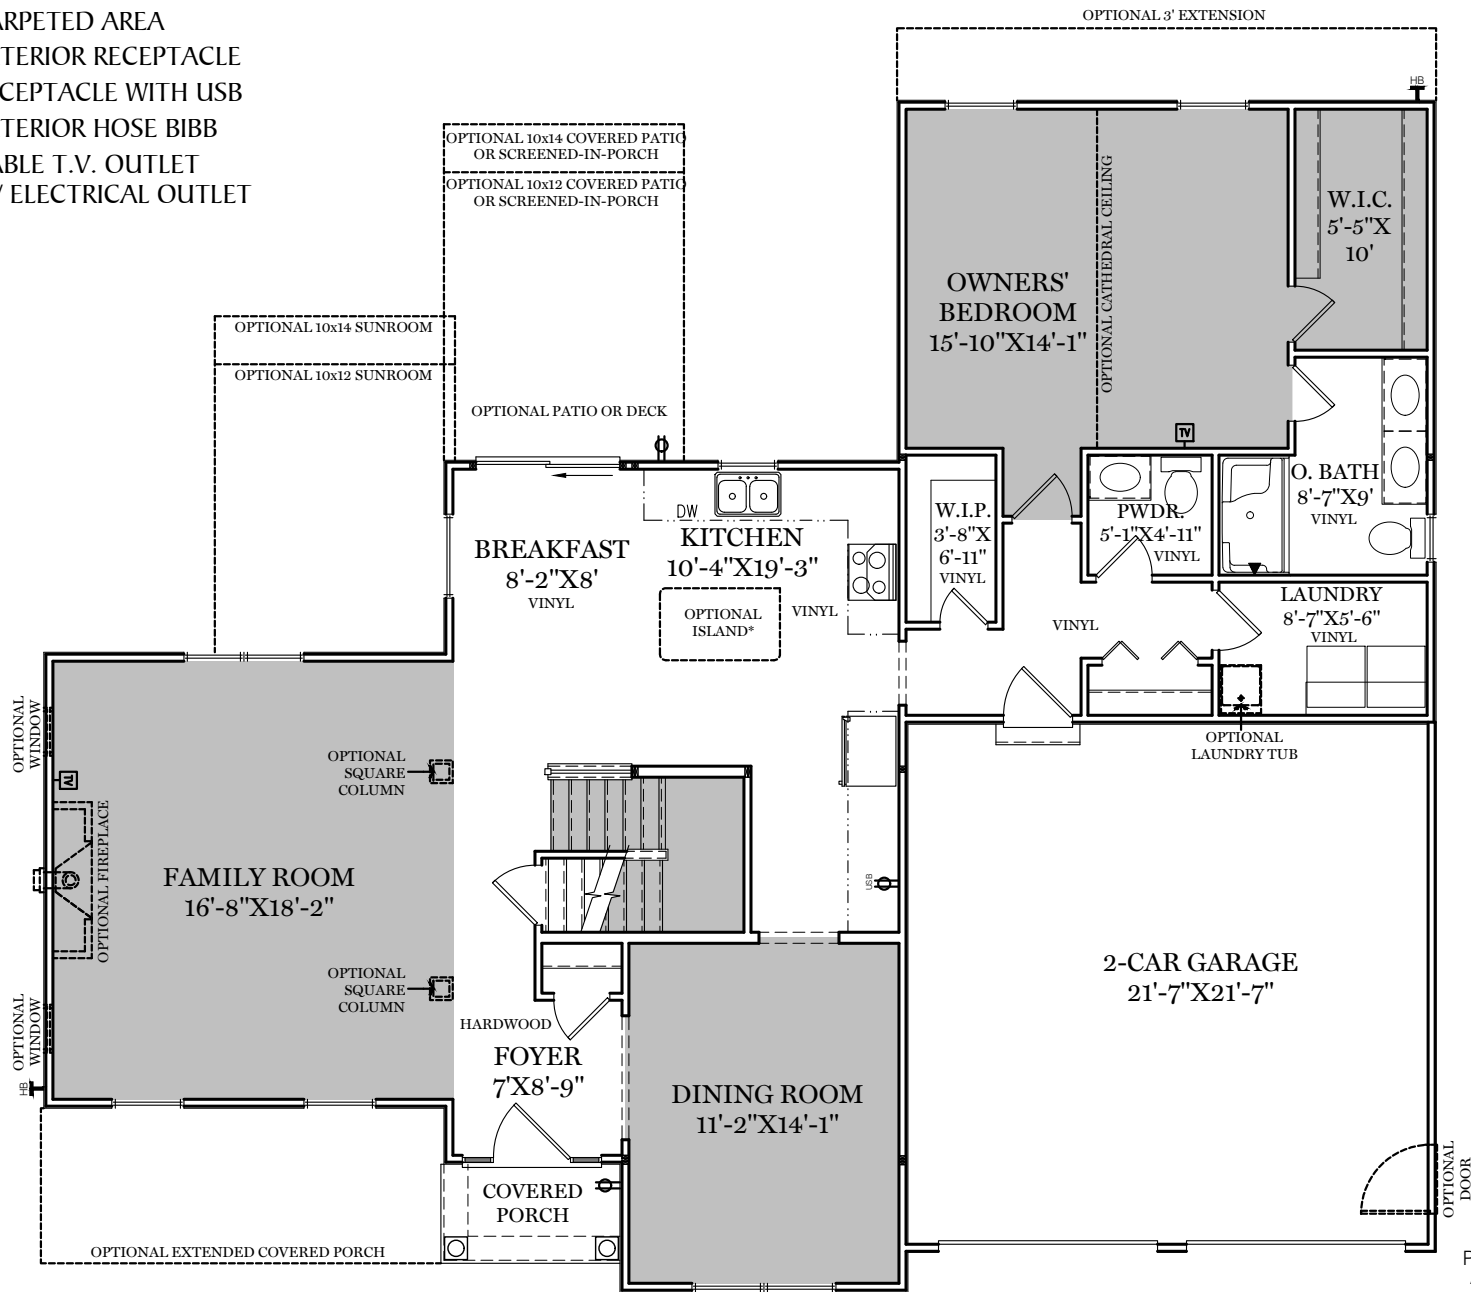 ARPETED AREA
TERIOR RECEPTACLE
CEPTACLE WITH USB
TERIOR HOSE BIBB
ABLE T.V. OUTLET
/ ELECTRICAL OUTLET
OPTIONAL 3' EXTENSION
HB
OPTIONAL 10x14 COVERED PATIO
OR SCREENED-IN-PORCH
OPTIONAL 10x12 COVERED PATIO
OR SCREENED-IN-PORCH
OPTIONAL CATHEDRAL CEILING
W.I.C.
5'-5"X
10'
OWNERS'
BEDROOM
15'-10"X14'-1"
OPTIONAL 10x14 SUNROOM
OPTIONAL 10x12 SUNROOM
OPTIONAL PATIO OR DECK
TV
O. BATH
8'-7"X9'
VINYL
W.I.P.
3'-8"X
6'-11"
VINYL
PWDR.
5'-1"X4'-11"
VINYL
DW
KITCHEN
10'-4"X19'-3"
VINYL
BREAKFAST
8'-2"X8'
VINYL
OPTIONAL
ISLAND*
VINYL
LAUNDRY
8'-7"X5'-6"
VINYL
OPTIONAL
LAUNDRY TUB
OPTIONAL
WINDOW
TV
OPTIONAL
SQUARE
COLUMN
OPTIONAL FIREPLACE
FAMILY ROOM
16'-8"X18'-2"
USB
OPTIONAL
SQUARE
COLUMN
2-CAR GARAGE
21'-7"X21'-7"
OPTIONAL
WINDOW
HB
HARDWOOD
FOYER
7'X8'-9"
DINING ROOM
11'-2"X14'-1"
OPTIONAL
DOOR
COVERED
PORCH
OPTIONAL EXTENDED COVERED PORCH